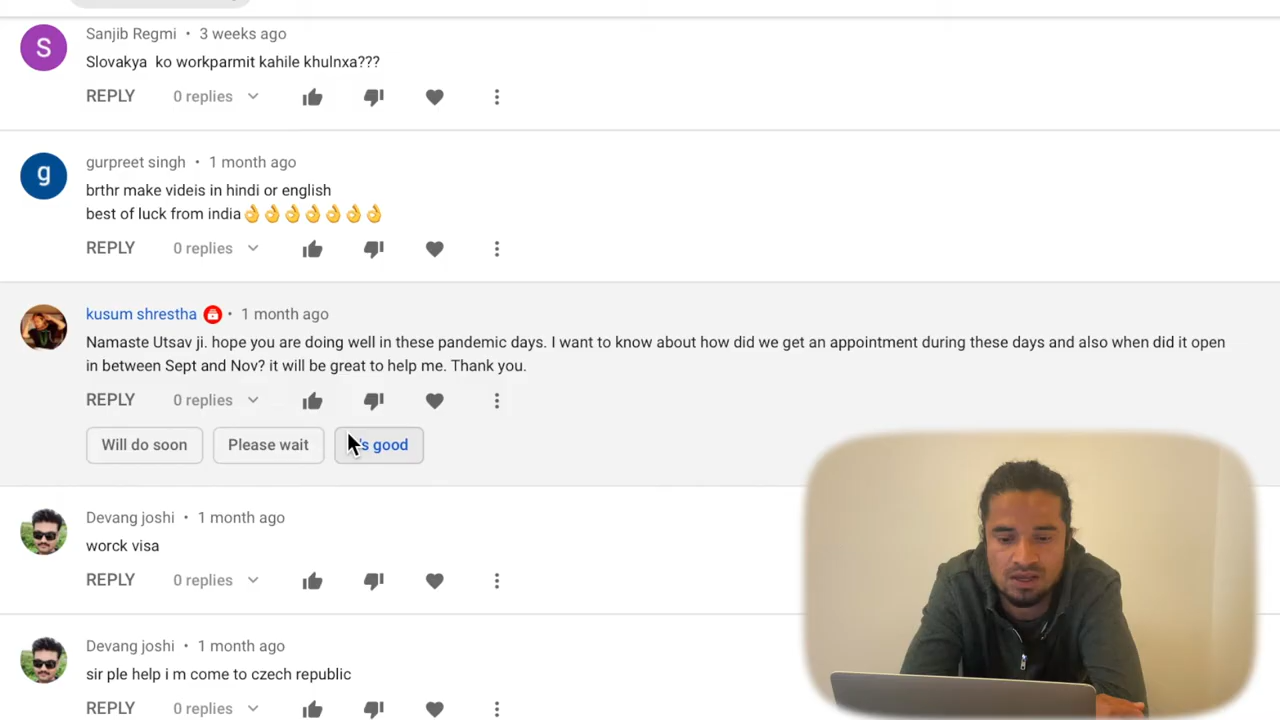 S
Sanjib Regmi • 3 weeks ago
Slovakya ko workparmit kahile khulnxa???
REPLY 0 replies
g
gurpreet singh • 1 month ago
brthr make videis in hindi or english
best of luck from india👌👌👌👌👌👌👌
REPLY 0 replies
kusum shrestha • 1 month ago
Namaste Utsav ji. hope you are doing well in these pandemic days. I want to know about how did we get an appointment during these days and also when did it open
in between Sept and Nov? it will be great to help me. Thank you.
REPLY 0 replies
Will do soon Please wait good
Devang joshi • 1 month ago
worck visa
REPLY 0 replies
Devang joshi • 1 month ago
sir ple help i m come to czech republic
REPLY 0 replies